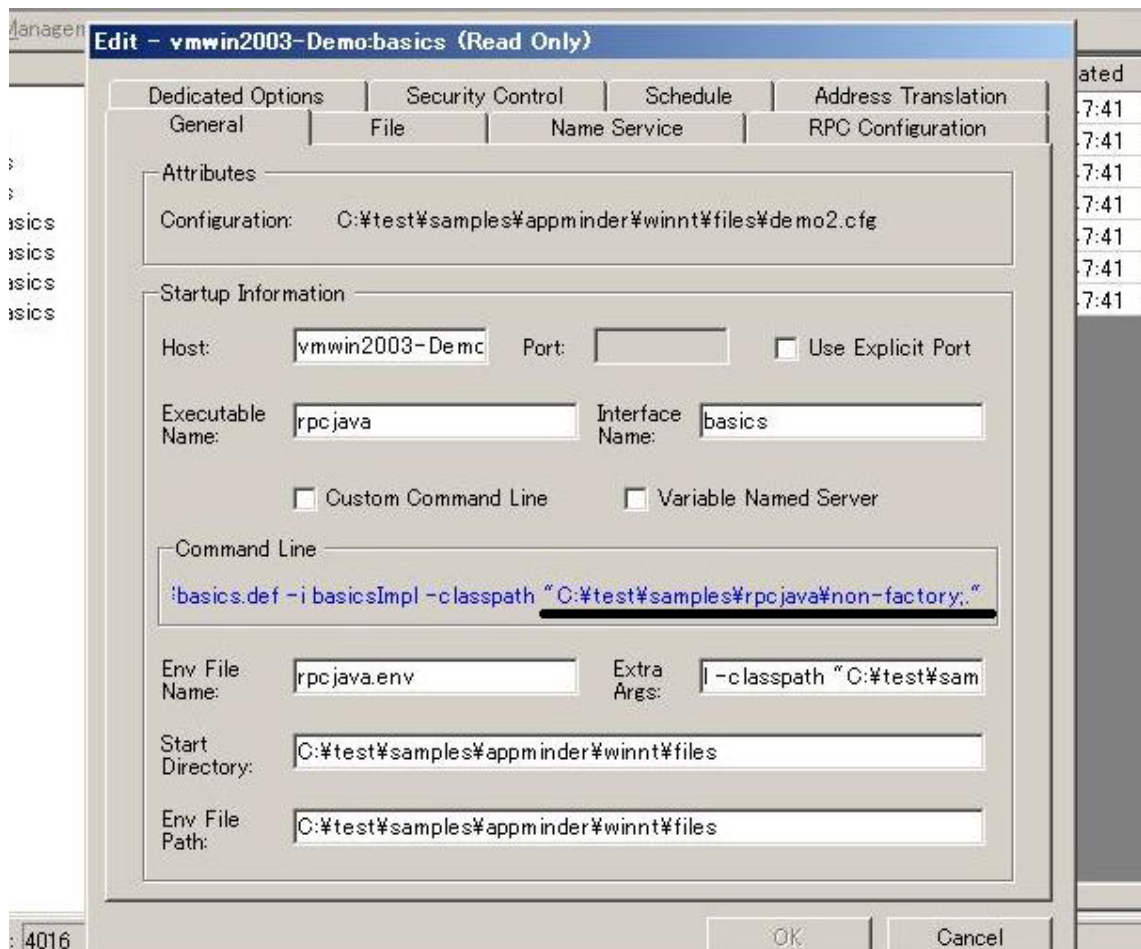 Managen
Edit - vmwin2003-Demo:basics (Read Only)
ated
Dedicated Options Security Control Schedule Address Translation
General File Name Service RPC Configuration
7:41
7:41
7:41
7:41
7:41
7:41
7:41
s
s
asics
asics
asics
asics
Attributes
Configuration: C:¥test¥samples¥appminder¥winnt¥files¥demo2.cfg
Startup Information
Host: vmwin2003-Demo Port: Use Explicit Port
Executable Name: rpcjava Interface Name: basics
Custom Command Line Variable Named Server
Command Line
basics.def -i basicsImpl -classpath "C:¥test¥samples¥rpcjava¥non-factory;."
Env File Name: rpcjava.env Extra Args: l -classpath "C:¥test¥sam
Start Directory: C:¥test¥samples¥appminder¥winnt¥files
Env File Path: C:¥test¥samples¥appminder¥winnt¥files
: 4016
OK Cancel